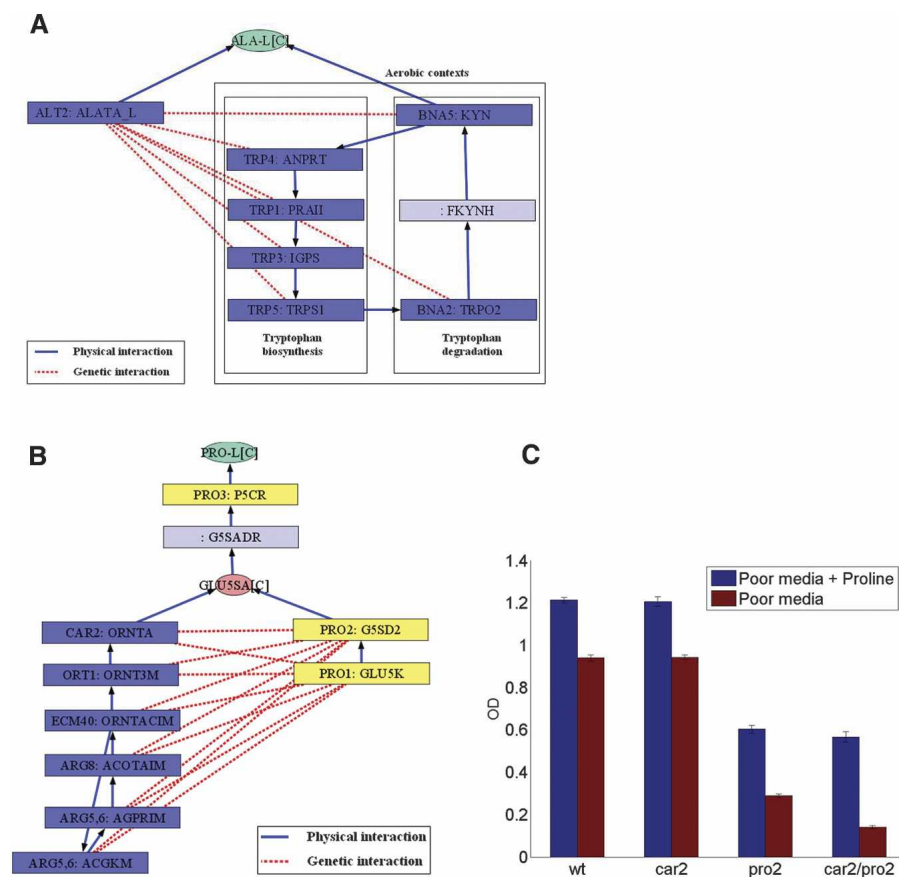 A
ALA-L[C]
Aerobic contexts
ALT2: ALATA_L
BNA5: KYN
TRP4: ANPRT
TRP1: PRAII
: FKYNH
TRP3: IGPS
TRP5: TRPS1
BNA2: TRPO2
Tryptophan
biosynthesis
Tryptophan
degradation
Physical interaction
Genetic interaction
B
PRO-L[C]
PRO3: P5CR
: G5SADR
GLU5SA[C]
CAR2: ORNTA
PRO2: G5SD2
ORT1: ORNT3M
PRO1: GLU5K
ECM40: ORNTACIM
ARG8: ACOTAIM
ARG5,6: AGPRIM
ARG5,6: ACGKM
Physical interaction
Genetic interaction
C
Poor media + Proline
Poor media
1.4
1.2
1
0.8
0.6
0.4
0.2
0
OD
wt
car2
pro2
car2/pro2